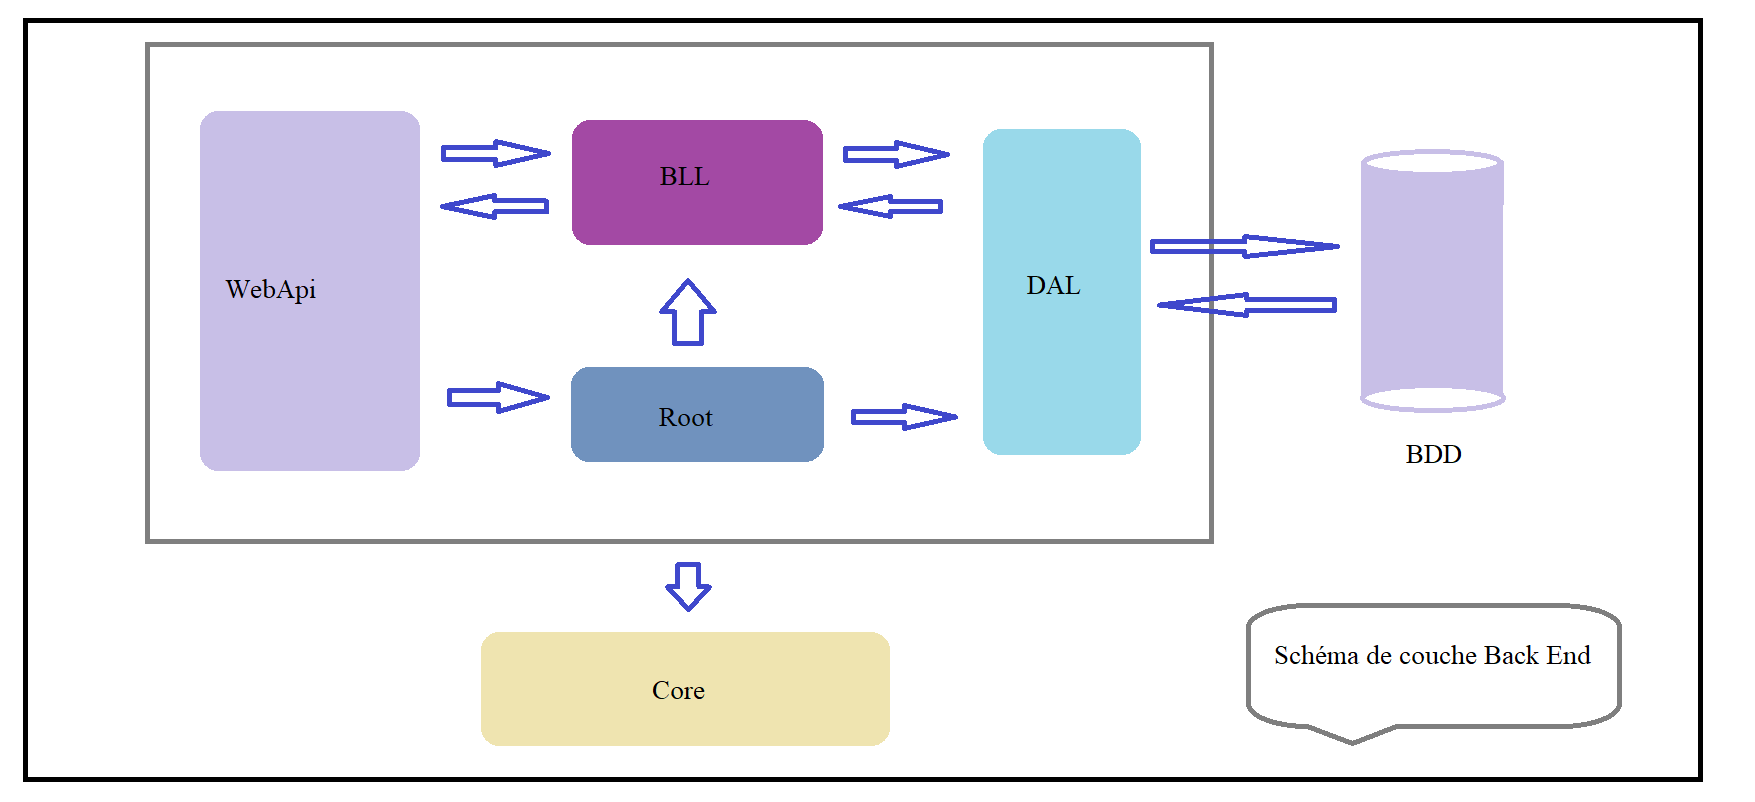 BLL
WebApi
DAL
Root
BDD
Schéma de couche Back End
Core